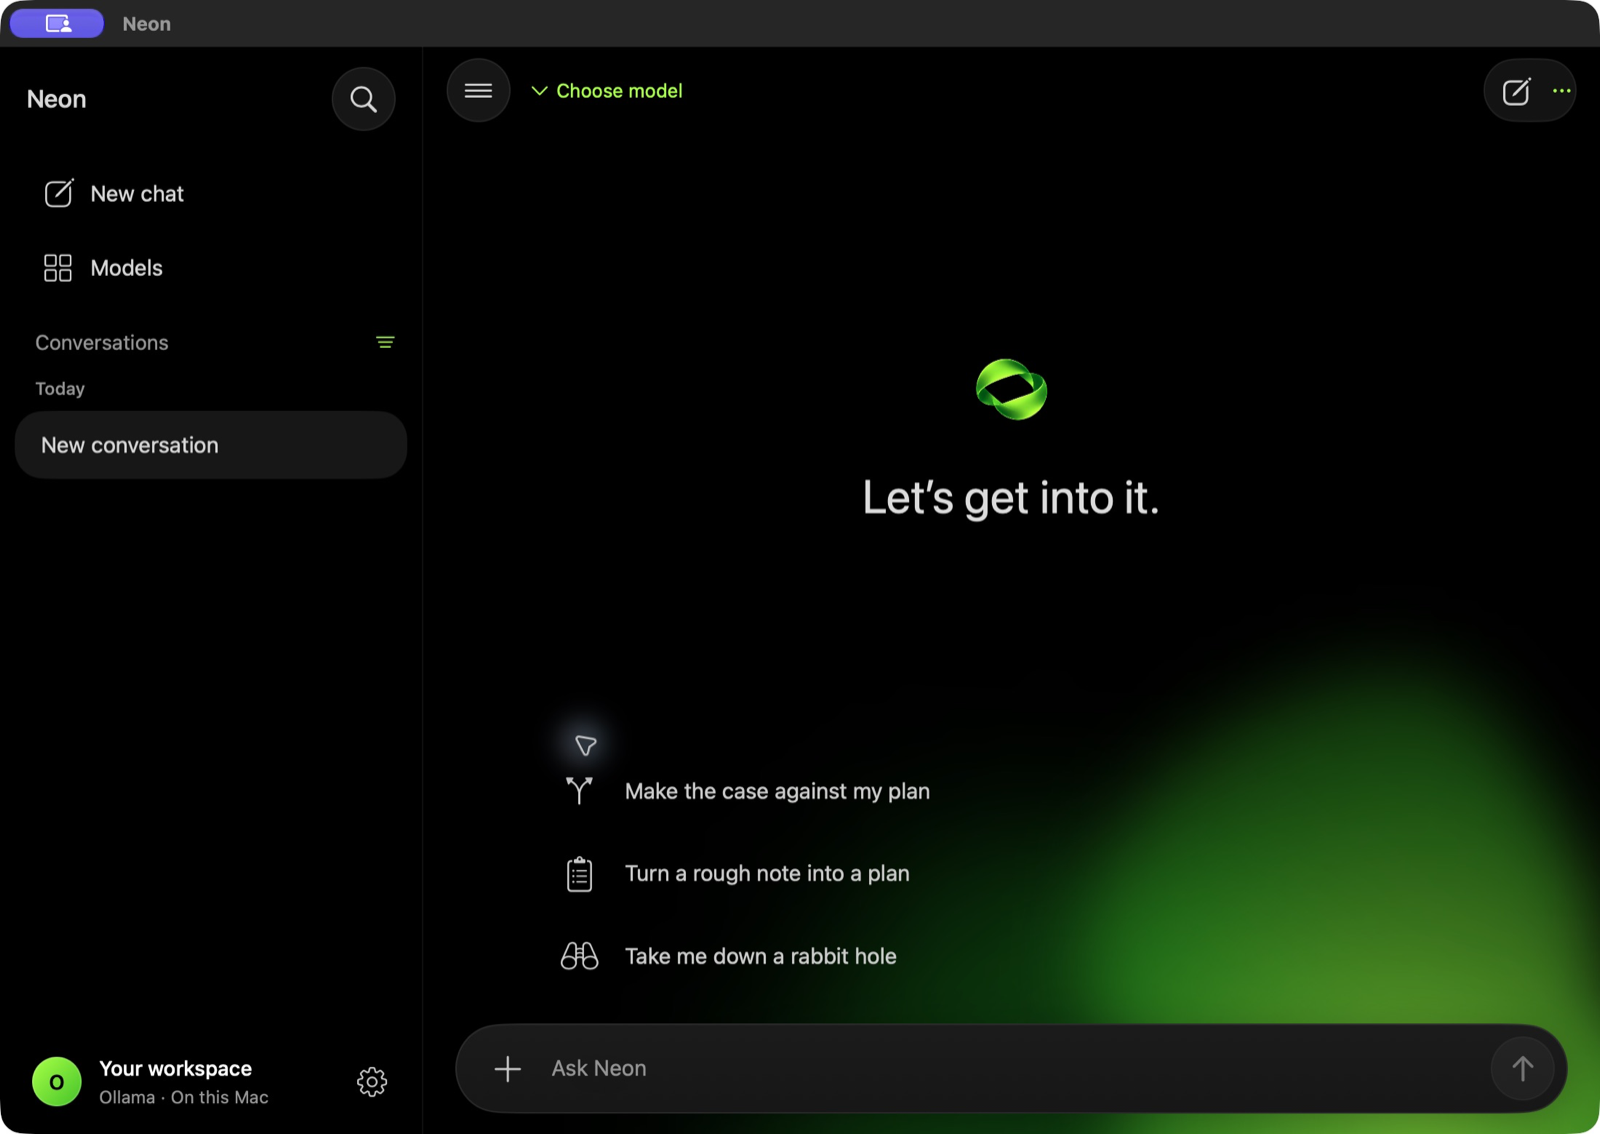 Neon
Neon
Choose model
New chat
Models
Conversations
Today
New conversation
Let’s get into it.
Make the case against my plan
Turn a rough note into a plan
Take me down a rabbit hole
O
Your workspace
Ollama · On this Mac
Ask Neon